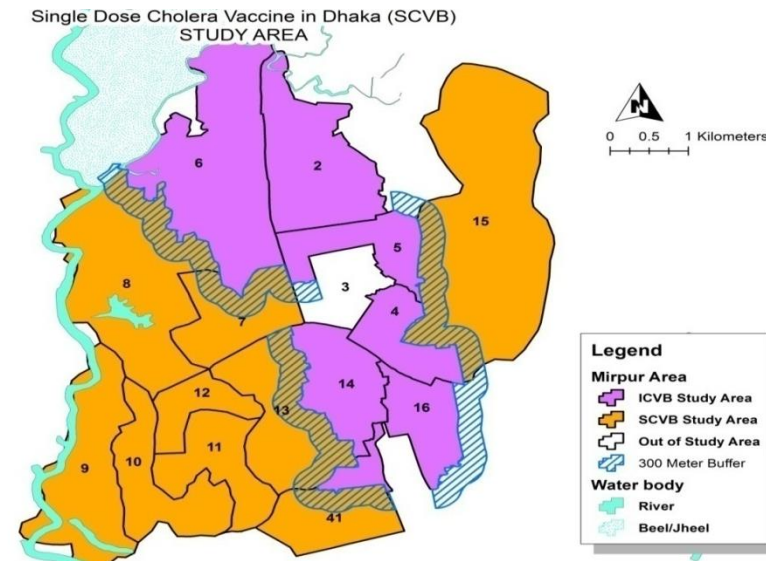 Single Dose Cholera Vaccine in Dhaka (SCVB)
STUDY AREA
N
0 0.5 1 Kilometers
6
2
15
5
8
3
4
7
12
14
13
16
11
9
10
41
Legend
Mirpur Area
ICVB Study Area
SCVB Study Area
Out of Study Area
300 Meter Buffer
Water body
River
Beel/Jheel